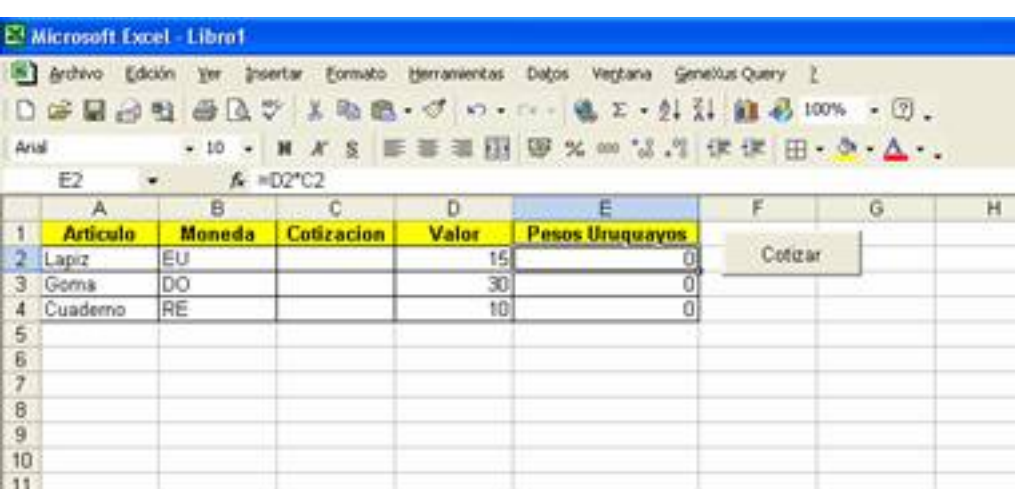 Microsoft Excel - Libro1
Archivo Edición Ver Insertar Formato Herramientas Datos Ventana GeneXus Query ?
100%
Arial 10 N K S
E2 fx =D2*C2
A B C D E F G H
1 Articulo Moneda Cotizacion Valor Pesos Uruguayos
2 Lapiz EU 15 0 Cotizar
3 Goma DO 30 0
4 Cuaderno RE 10 0
5
6
7
8
9
10
11